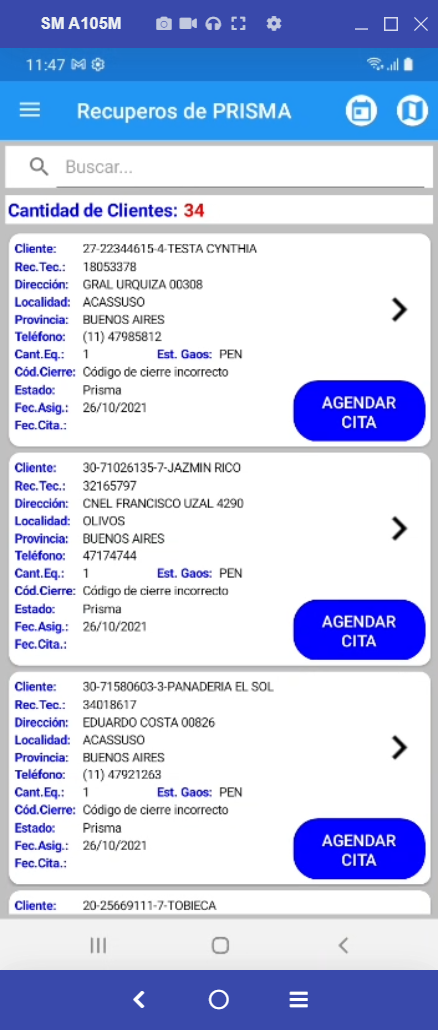 SM A105M
11:47
Recuperos de PRISMA
Buscar...
Cantidad de Clientes: 34
Cliente: 27-22344615-4-TESTA CYNTHIA
Rec.Tec.: 18053378
Dirección: GRAL URQUIZA 00308
Localidad: ACASSUSO
Provincia: BUENOS AIRES
Teléfono: (11) 47985812
Cant.Eq.: 1 Est. Gaos: PEN
Cód.Cierre: Código de cierre incorrecto
Estado: Prisma
Fec.Asig.: 26/10/2021
Fec.Cita.:
AGENDAR
CITA
Cliente: 30-71026135-7-JAZMIN RICO
Rec.Tec.: 32165797
Dirección: CNEL FRANCISCO UZAL 4290
Localidad: OLIVOS
Provincia: BUENOS AIRES
Teléfono: 47174744
Cant.Eq.: 1 Est. Gaos: PEN
Cód.Cierre: Código de cierre incorrecto
Estado: Prisma
Fec.Asig.: 26/10/2021
Fec.Cita.:
AGENDAR
CITA
Cliente: 30-71580603-3-PANADERIA EL SOL
Rec.Tec.: 34018617
Dirección: EDUARDO COSTA 00826
Localidad: ACASSUSO
Provincia: BUENOS AIRES
Teléfono: (11) 47921263
Cant.Eq.: 1 Est. Gaos: PEN
Cód.Cierre: Código de cierre incorrecto
Estado: Prisma
Fec.Asig.: 26/10/2021
Fec.Cita.:
AGENDAR
CITA
Cliente: 20-25669111-7-TOBIECA